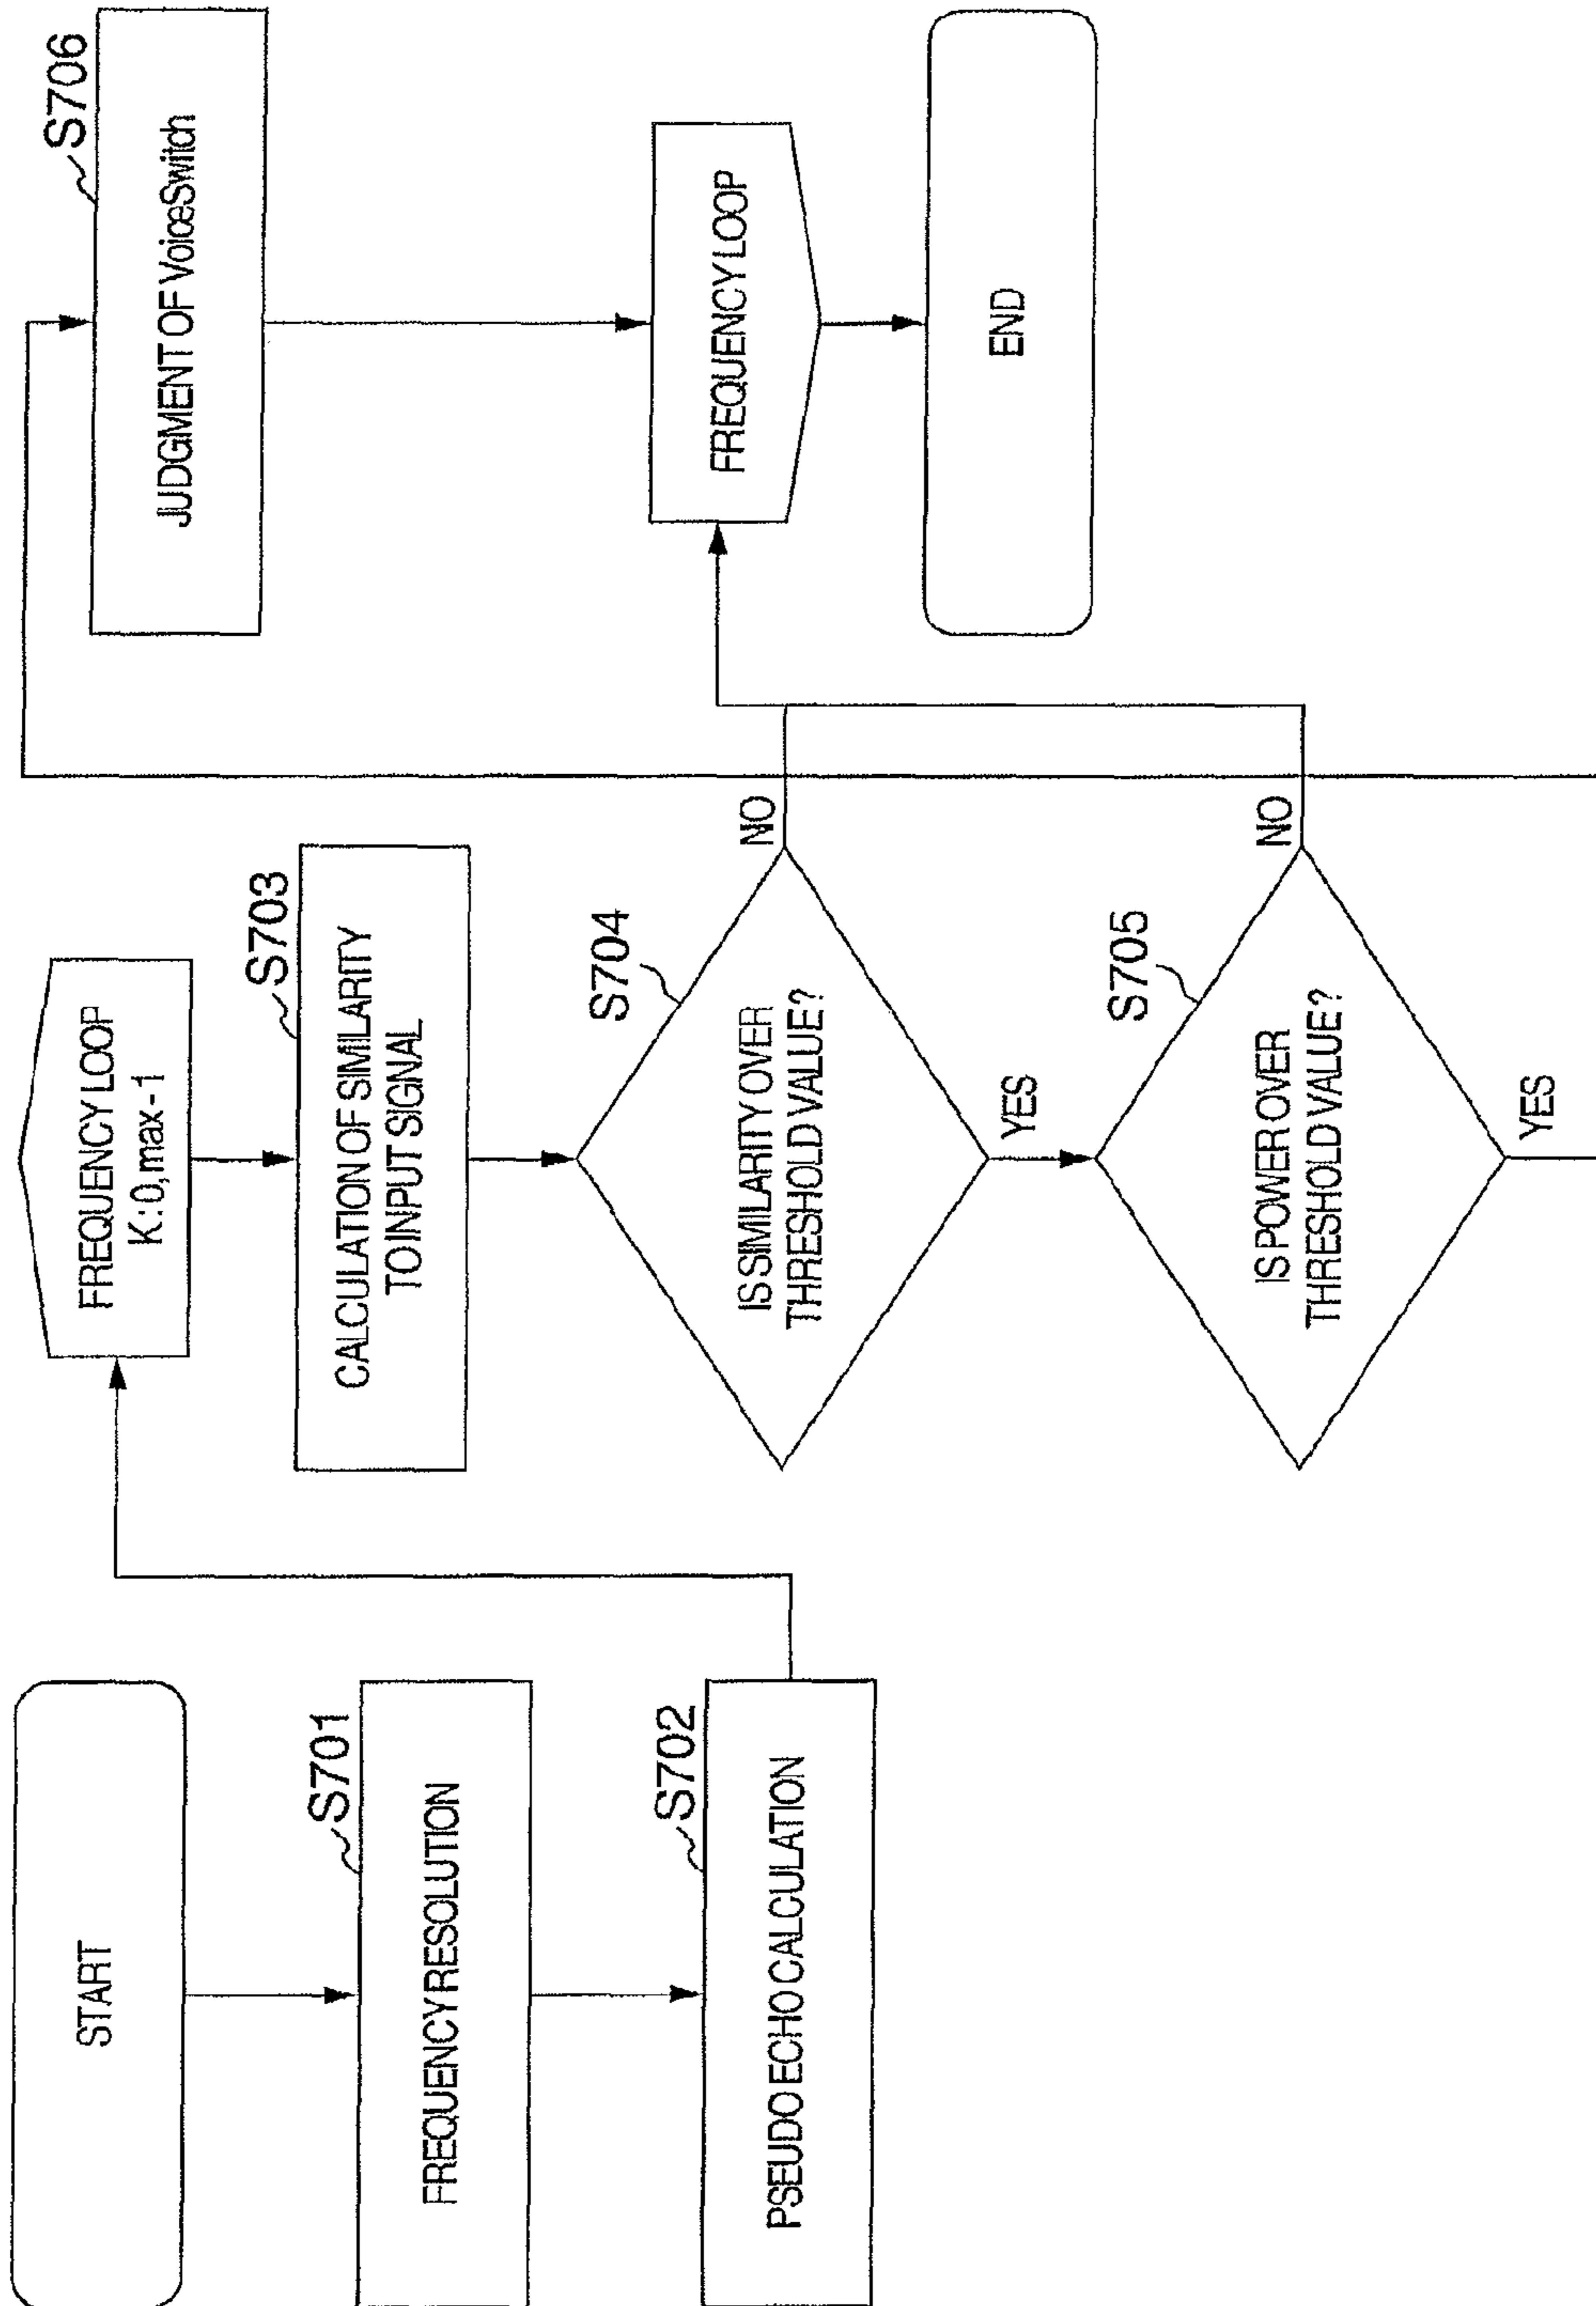 START
S701
FREQUENCY RESOLUTION
S702
PSEUDO ECHO CALCULATION
FREQUENCY LOOP
K:0,max-1
S703
CALCULATION OF SIMILARITY
TO INPUT SIGNAL
S704
IS SIMILARITY OVER
THRESHOLD VALUE?
NO
YES
S705
IS POWER OVER
THRESHOLD VALUE?
NO
YES
S706
JUDGMENT OF VoiceSwitch
FREQUENCY LOOP
END